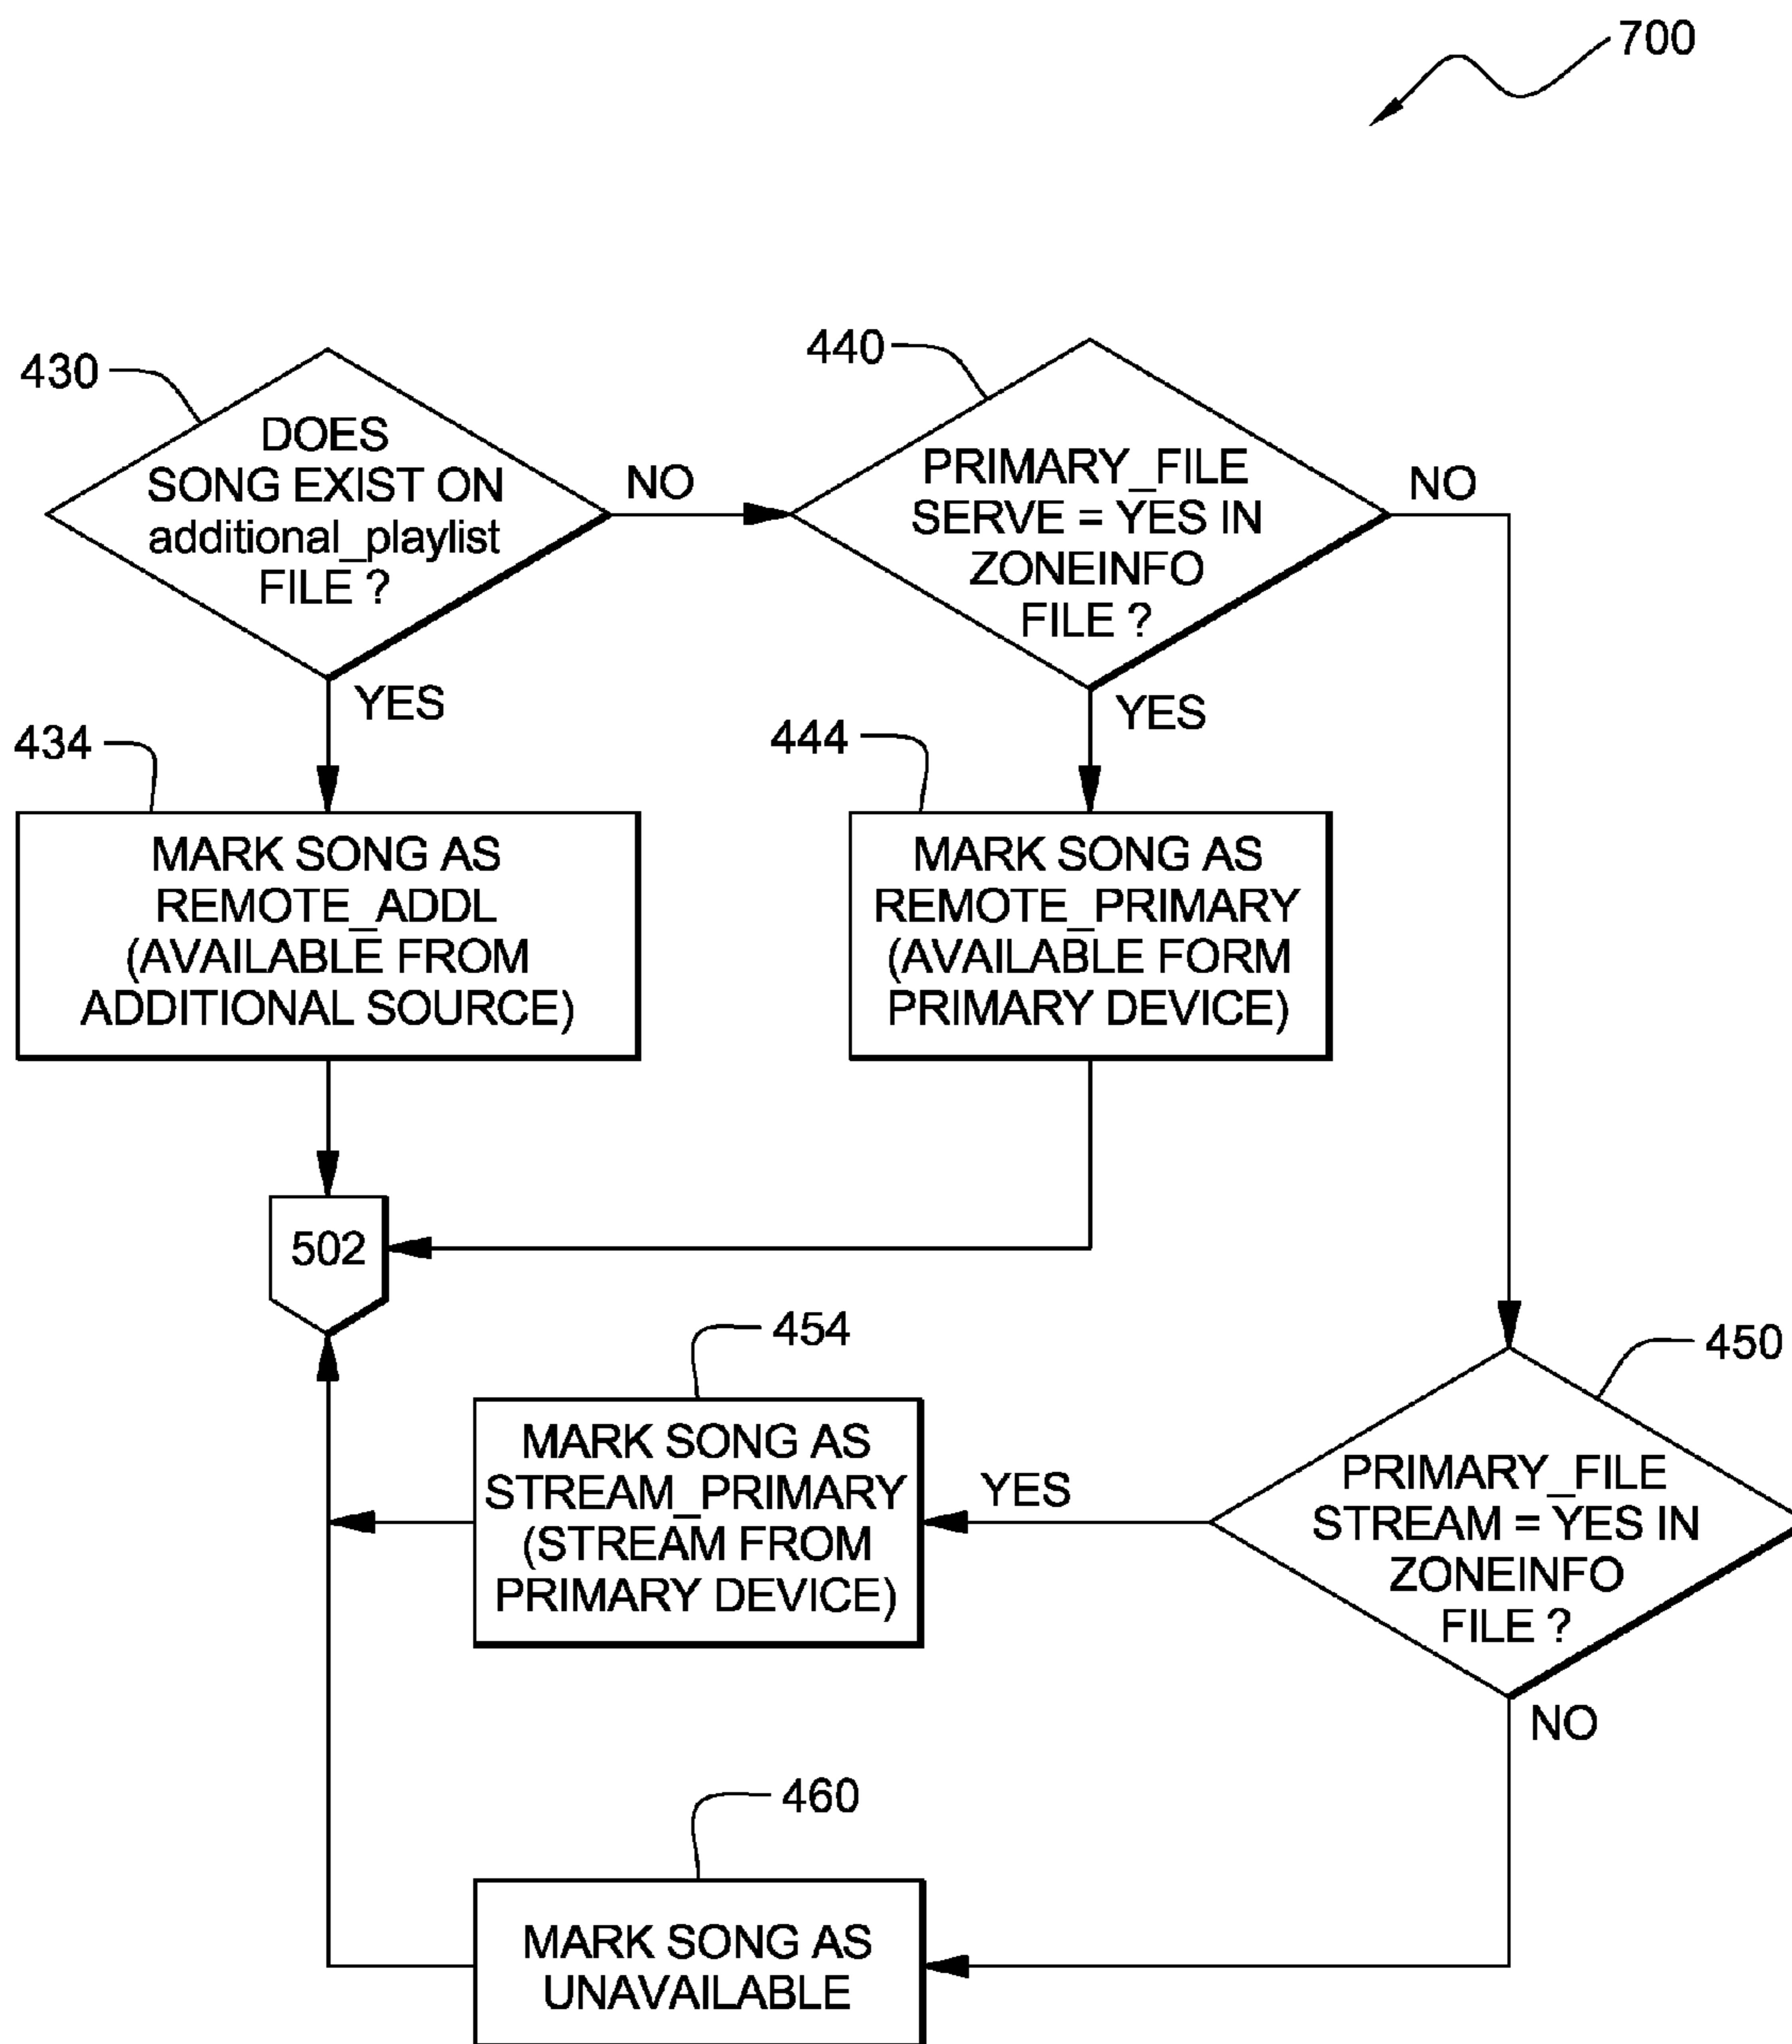 700
430
DOES
SONG EXIST ON
additional_playlist
FILE ?
NO
440
PRIMARY_FILE
SERVE = YES IN
ZONEINFO
FILE ?
NO
YES
YES
434
MARK SONG AS
REMOTE_ADDL
(AVAILABLE FROM
ADDITIONAL SOURCE)
444
MARK SONG AS
REMOTE_PRIMARY
(AVAILABLE FORM
PRIMARY DEVICE)
502
454
MARK SONG AS
STREAM_PRIMARY
(STREAM FROM
PRIMARY DEVICE)
YES
450
PRIMARY_FILE
STREAM = YES IN
ZONEINFO
FILE ?
NO
460
MARK SONG AS
UNAVAILABLE